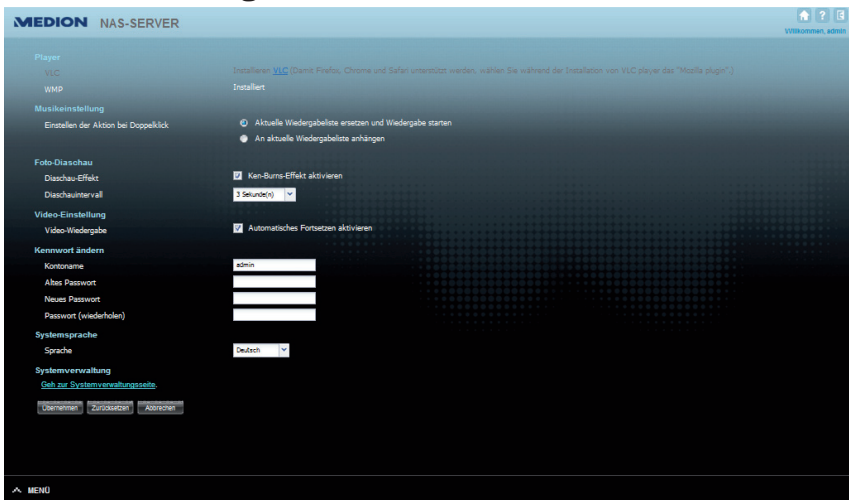 MEDION NAS-SERVER
Willkommen, admin
Player
VLC Installieren VLC (Damit Firefox, Chrome und Safari unterstützt werden, wählen Sie während der Installation von VLC player das "Mozilla plugin".)
WMP Installiert
Musikeinstellung
Einstellen der Aktion bei Doppelklick Aktuelle Wiedergabeliste ersetzen und Wiedergabe starten
An aktuelle Wiedergabeliste anhängen
Foto-Diaschau
Diaschau-Effekt Ken-Burns-Effekt aktivieren
Diaschauintervall 3 Sekunde(n)
Video-Einstellung
Video-Wiedergabe Automatisches Fortsetzen aktivieren
Kennwort ändern
Kontoname admin
Altes Passwort
Neues Passwort
Passwort (wiederholen)
Systemsprache
Sprache Deutsch
Systemverwaltung
Geh zur Systemverwaltungsseite.
Übernehmen Zurücksetzen Abbrechen
MENÜ